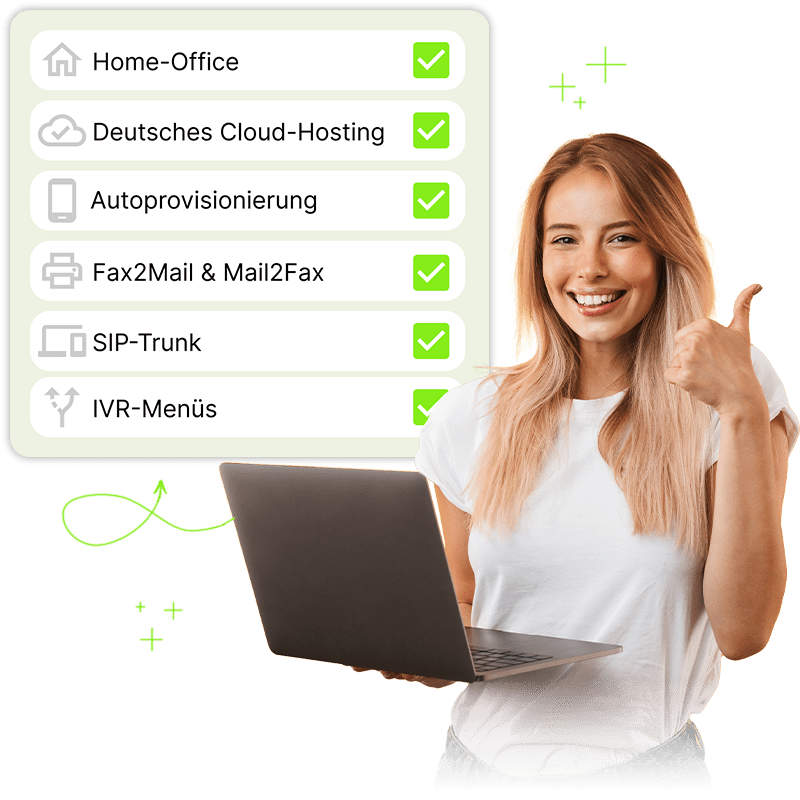 Home-Office
Deutsches Cloud-Hosting
Autoprovisionierung
Fax2Mail & Mail2Fax
SIP-Trunk
IVR-Menüs